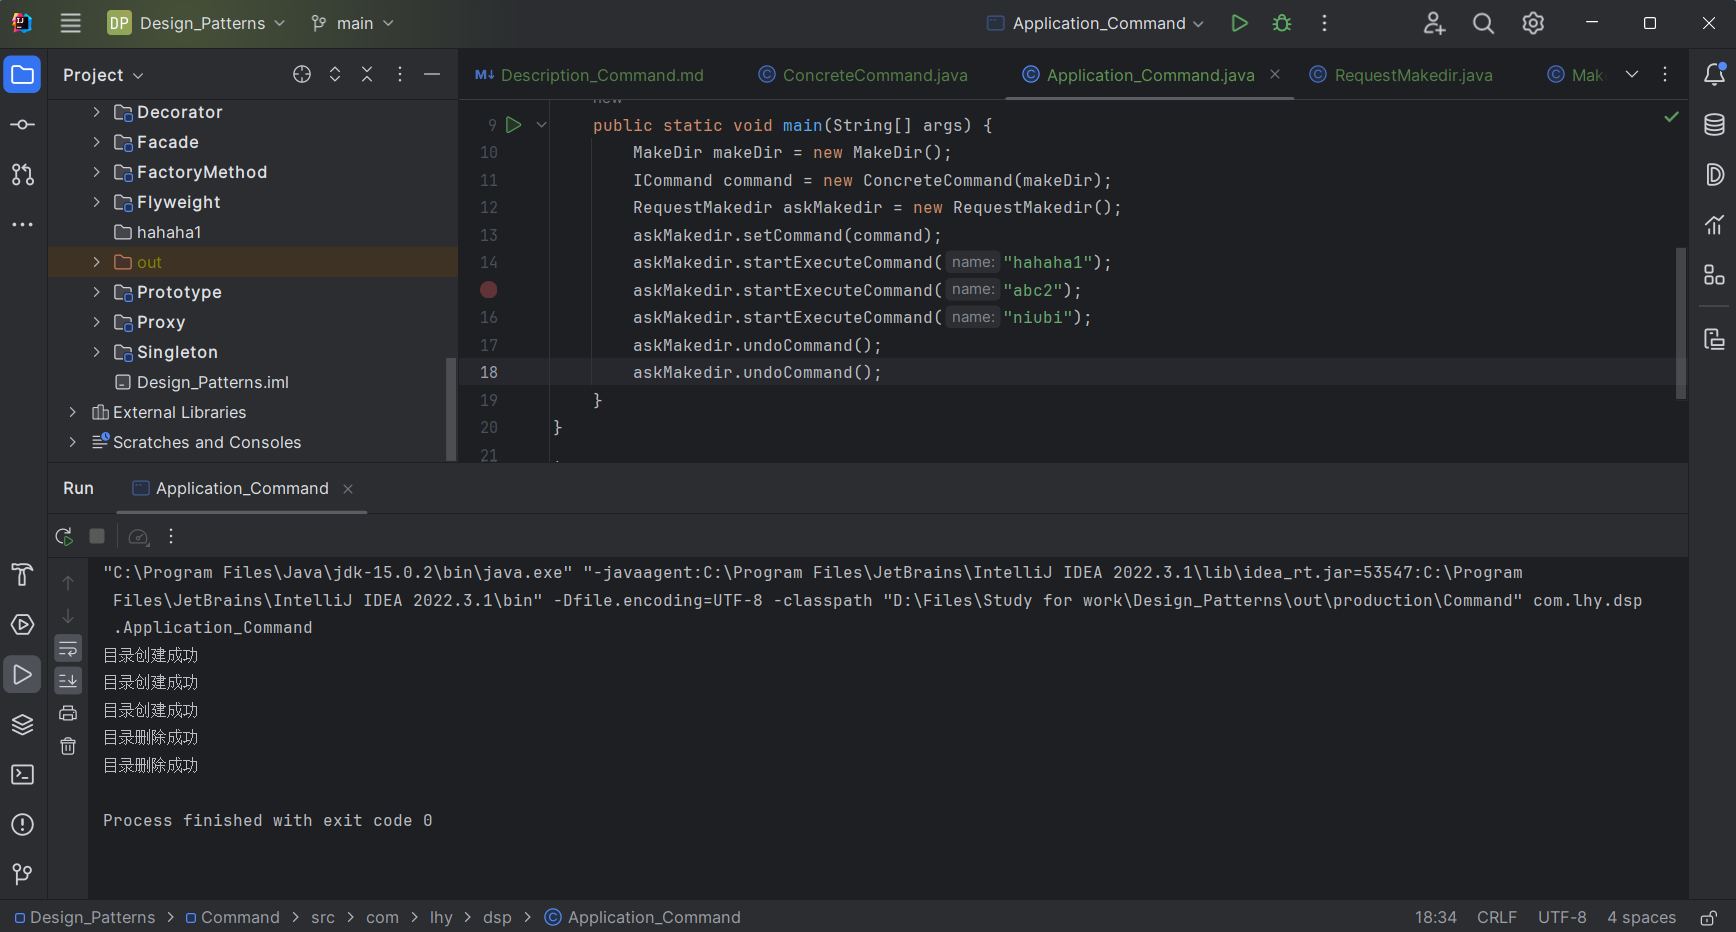 DP Design_Patterns main Application_Command
Project
Description_Command.md ConcreteCommand.java Application_Command.java RequestMakedir.java Mak
Decorator
Facade
FactoryMethod
Flyweight
hahaha1
out
Prototype
Proxy
Singleton
Design_Patterns.iml
External Libraries
Scratches and Consoles
new
9 public static void main(String[] args) {
10 MakeDir makeDir = new MakeDir();
11 ICommand command = new ConcreteCommand(makeDir);
12 RequestMakedir askMakedir = new RequestMakedir();
13 askMakedir.setCommand(command);
14 askMakedir.startExecuteCommand( name: "hahaha1");
askMakedir.startExecuteCommand( name: "abc2");
16 askMakedir.startExecuteCommand( name: "niubi");
17 askMakedir.undoCommand();
18 askMakedir.undoCommand();
19 }
20 }
21
Run Application_Command
"C:\Program Files\Java\jdk-15.0.2\bin\java.exe" "-javaagent:C:\Program Files\JetBrains\IntelliJ IDEA 2022.3.1\lib\idea_rt.jar=53547:C:\Program
Files\JetBrains\IntelliJ IDEA 2022.3.1\bin" -Dfile.encoding=UTF-8 -classpath "D:\Files\Study for work\Design_Patterns\out\production\Command" com.lhy.dsp
.Application_Command
目录创建成功
目录创建成功
目录创建成功
目录删除成功
目录删除成功
Process finished with exit code 0
Design_Patterns > Command > src > com > lhy > dsp > Application_Command 18:34 CRLF UTF-8 4 spaces